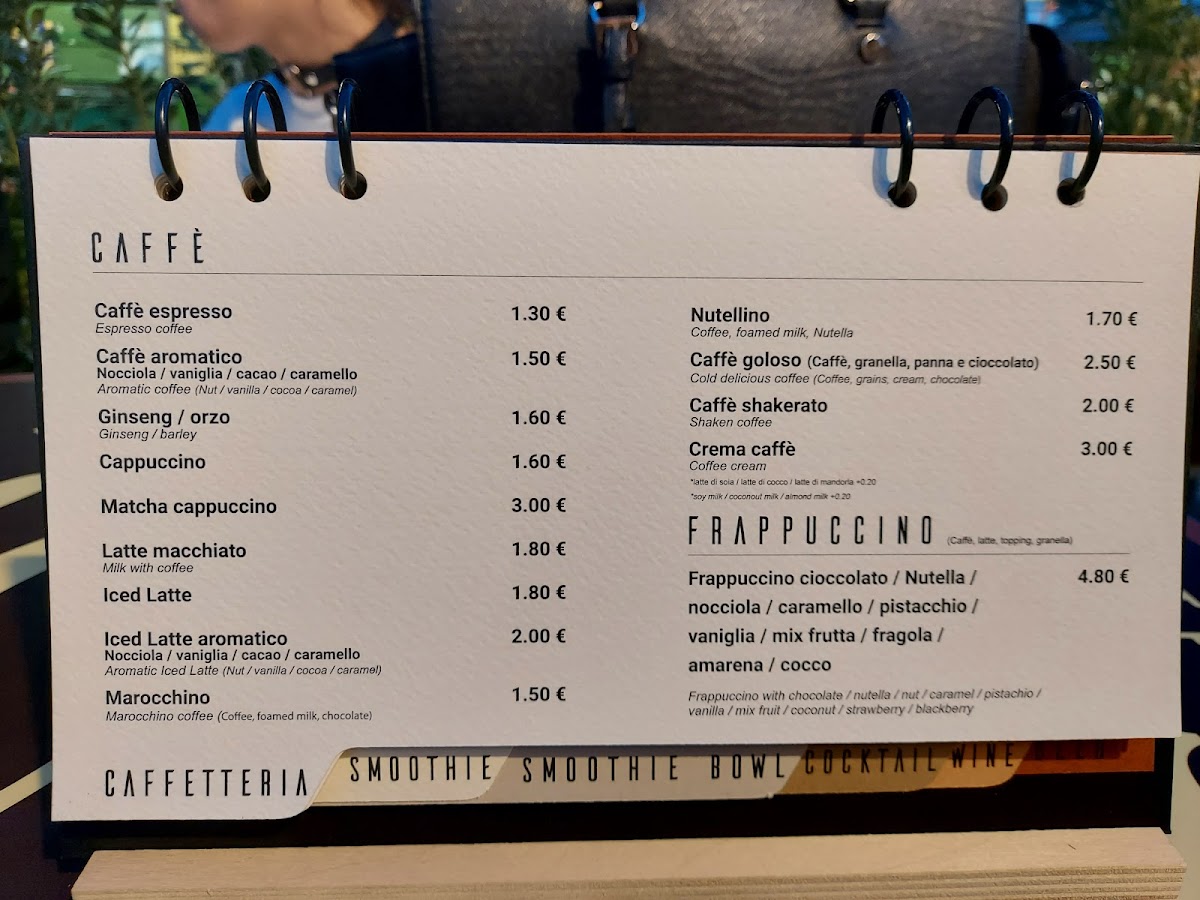 CAFFÈ
Caffè espresso 1.30 €
Espresso coffee
Caffè aromatico 1.50 €
Nocciola / vaniglia / cacao / caramello
Aromatic coffee (Nut / vanilla / cocoa / caramel)
Ginseng / orzo 1.60 €
Ginseng / barley
Cappuccino 1.60 €
Matcha cappuccino 3.00 €
Latte macchiato 1.80 €
Milk with coffee
Iced Latte 1.80 €
Iced Latte aromatico 2.00 €
Nocciola / vaniglia / cacao / caramello
Aromatic Iced Latte (Nut / vanilla / cocoa / caramel)
Marocchino 1.50 €
Marocchino coffee (Coffee, foamed milk, chocolate)
Nutellino 1.70 €
Coffee, foamed milk, Nutella
Caffè goloso (Caffè, granella, panna e cioccolato) 2.50 €
Cold delicious coffee (Coffee, grains, cream, chocolate)
Caffè shakerato 2.00 €
Shaken coffee
Crema caffè 3.00 €
Coffee cream
*latte di soia / latte di cocco / latte di mandorla +0.20
*soy milk / coconout milk / almond milk +0.20
FRAPPUCCINO (Caffè, latte, topping, granella)
Frappuccino cioccolato / Nutella / 4.80 €
nocciola / caramello / pistacchio /
vaniglia / mix frutta / fragola /
amarena / cocco
Frappuccino with chocolate / nutella / nut / caramel / pistachio /
vanilla / mix fruit / coconut / strawberry / blackberry
CAFFETTERIA SMOOTHIE SMOOTHIE BOWL COCKTAIL WINE BEER